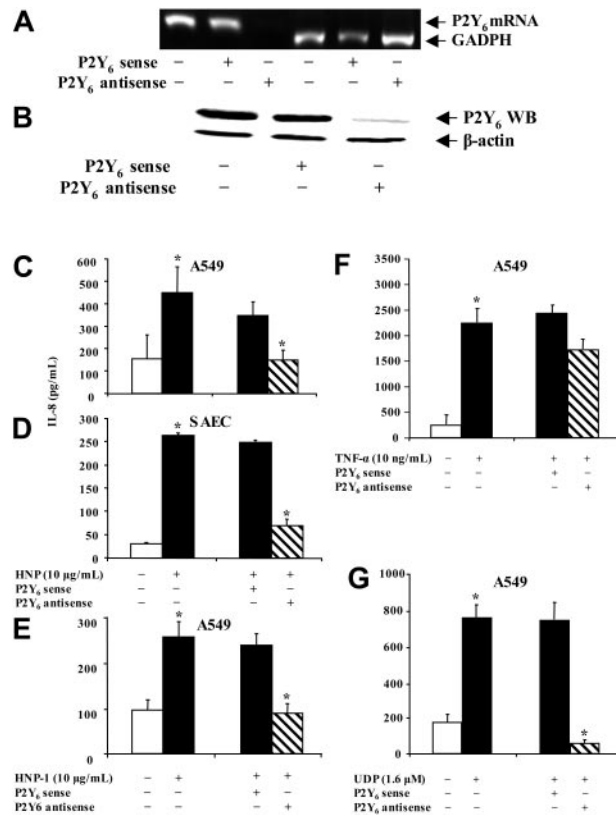 A
P2Y6 mRNA
GADPH
P2Y6 sense − + − − + −
P2Y6 antisense − − + − − +
B
P2Y6 WB
β-actin
P2Y6 sense − + −
P2Y6 antisense − − +
C
A549
600
500
400
300
200
100
0
*
*
IL-8 (pg/mL)
D
SAEC
300
250
200
150
100
50
0
*
*
HNP (10 µg/mL) − + + +
P2Y6 sense − − + −
P2Y6 antisense − − − +
E
A549
300
200
100
0
*
*
HNP-1 (10 µg/mL) − + + +
P2Y6 sense − − + −
P2Y6 antisense − − − +
F
A549
3500
3000
2500
2000
1500
1000
500
0
*
TNF-α (10 ng/mL) − + + +
P2Y6 sense − − + −
P2Y6 antisense − − − +
G
A549
1000
800
600
400
200
0
*
*
UDP (1.6 µM) − + + +
P2Y6 sense − − + −
P2Y6 antisense − − − +